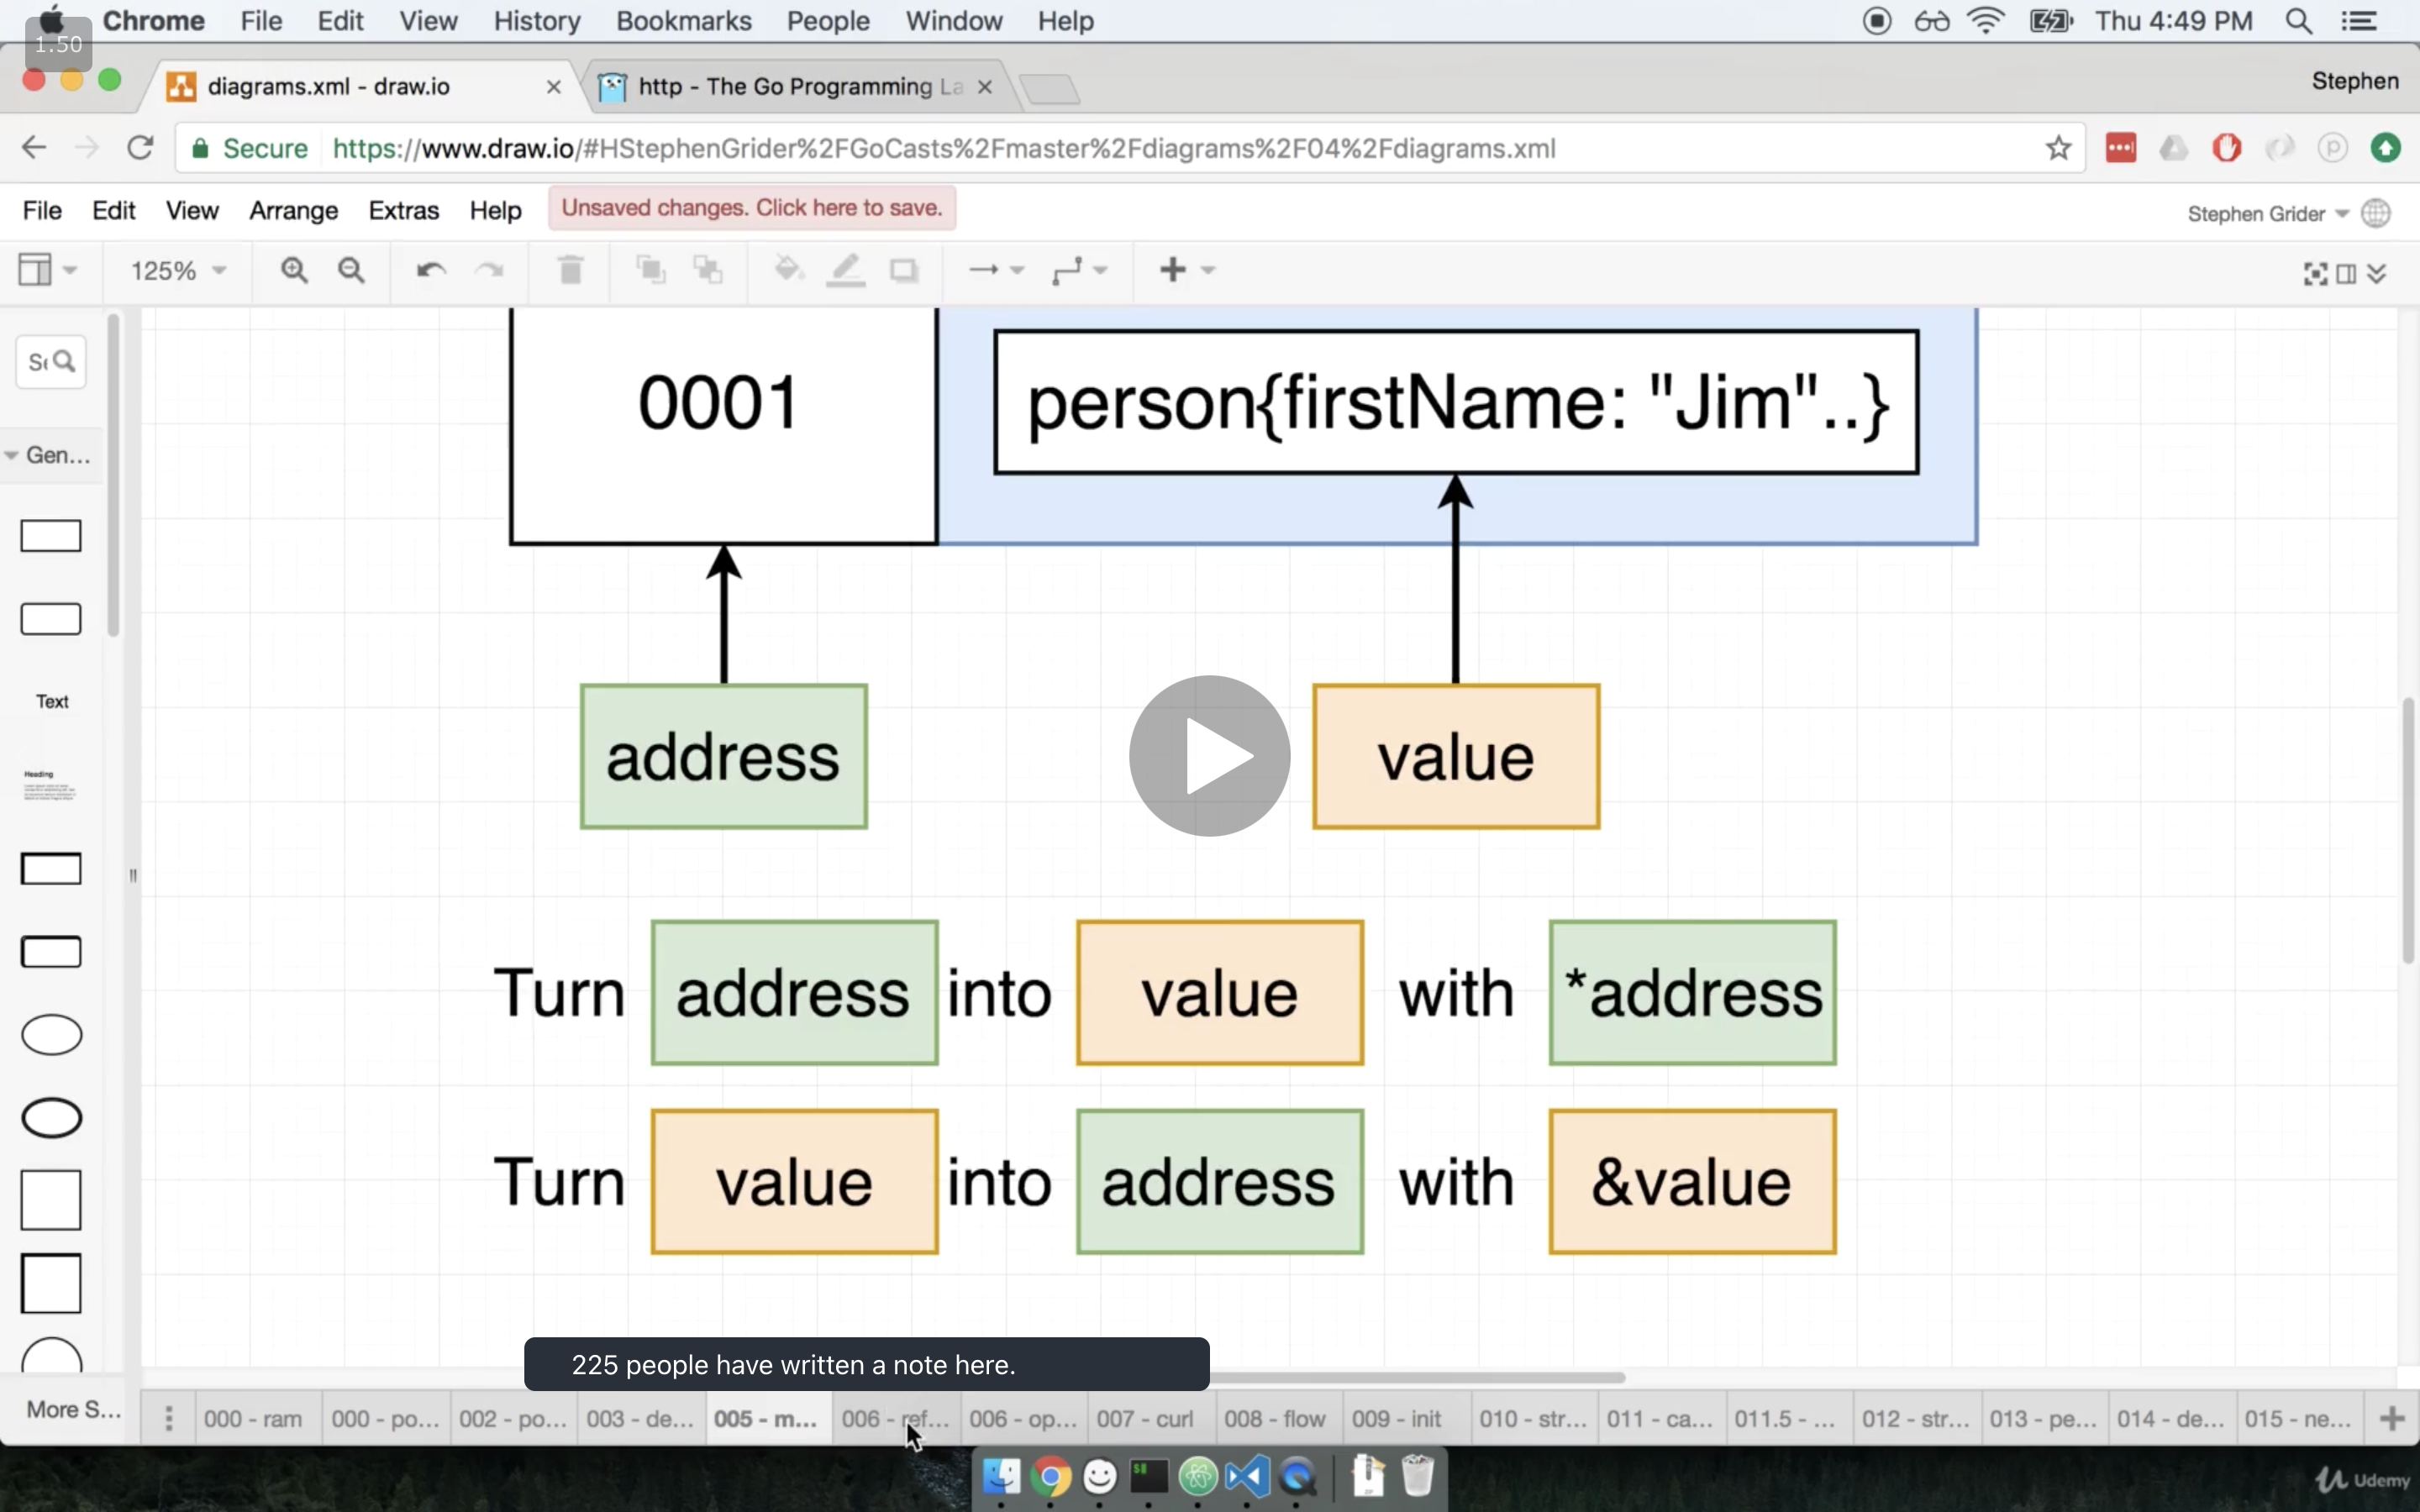 Chrome File Edit View History Bookmarks People Window Help Thu 4:49 PM
1.50
diagrams.xml - draw.io http - The Go Programming La Stephen
Secure https://www.draw.io/#HStephenGrider%2FGoCasts%2Fmaster%2Fdiagrams%2F04%2Fdiagrams.xml
File Edit View Arrange Extras Help Unsaved changes. Click here to save. Stephen Grider
125%
0001 person{firstName: "Jim"..}
Gen...
Text
address value
Heading
Turn address into value with *address
Turn value into address with &value
225 people have written a note here.
More S... 000 - ram 000 - po... 002 - po... 003 - de... 005 - m... 006 - ref... 006 - op... 007 - curl 008 - flow 009 - init 010 - str... 011 - ca... 011.5 - ... 012 - str... 013 - pe... 014 - de... 015 - ne...
Udemy